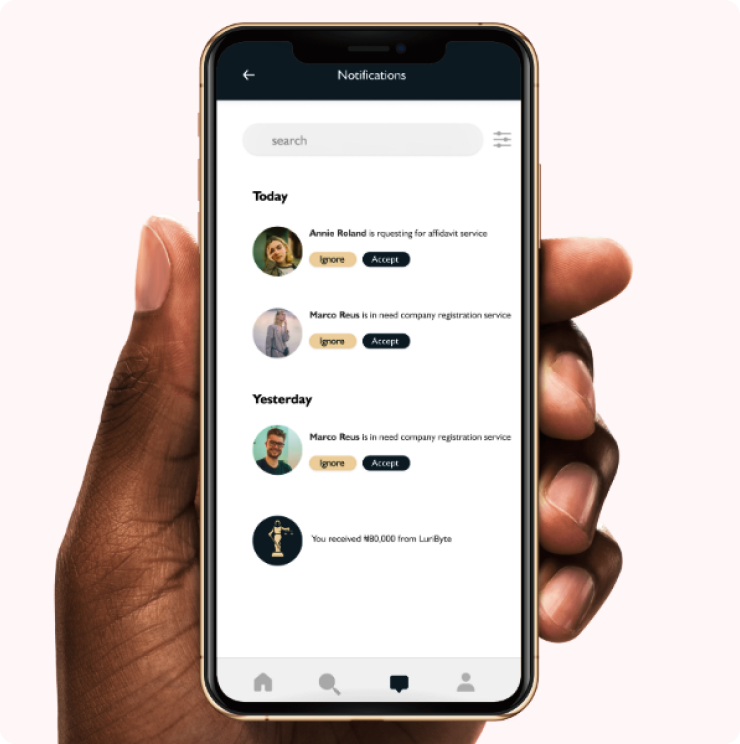 Notifications
search
Today
Annie Roland is rquesting for affidavit service
Ignore Accept
Marco Reus is in need company registration service
Ignore Accept
Yesterday
Marco Reus is in need company registration service
Ignore Accept
You received ₦80,000 from LuriByte